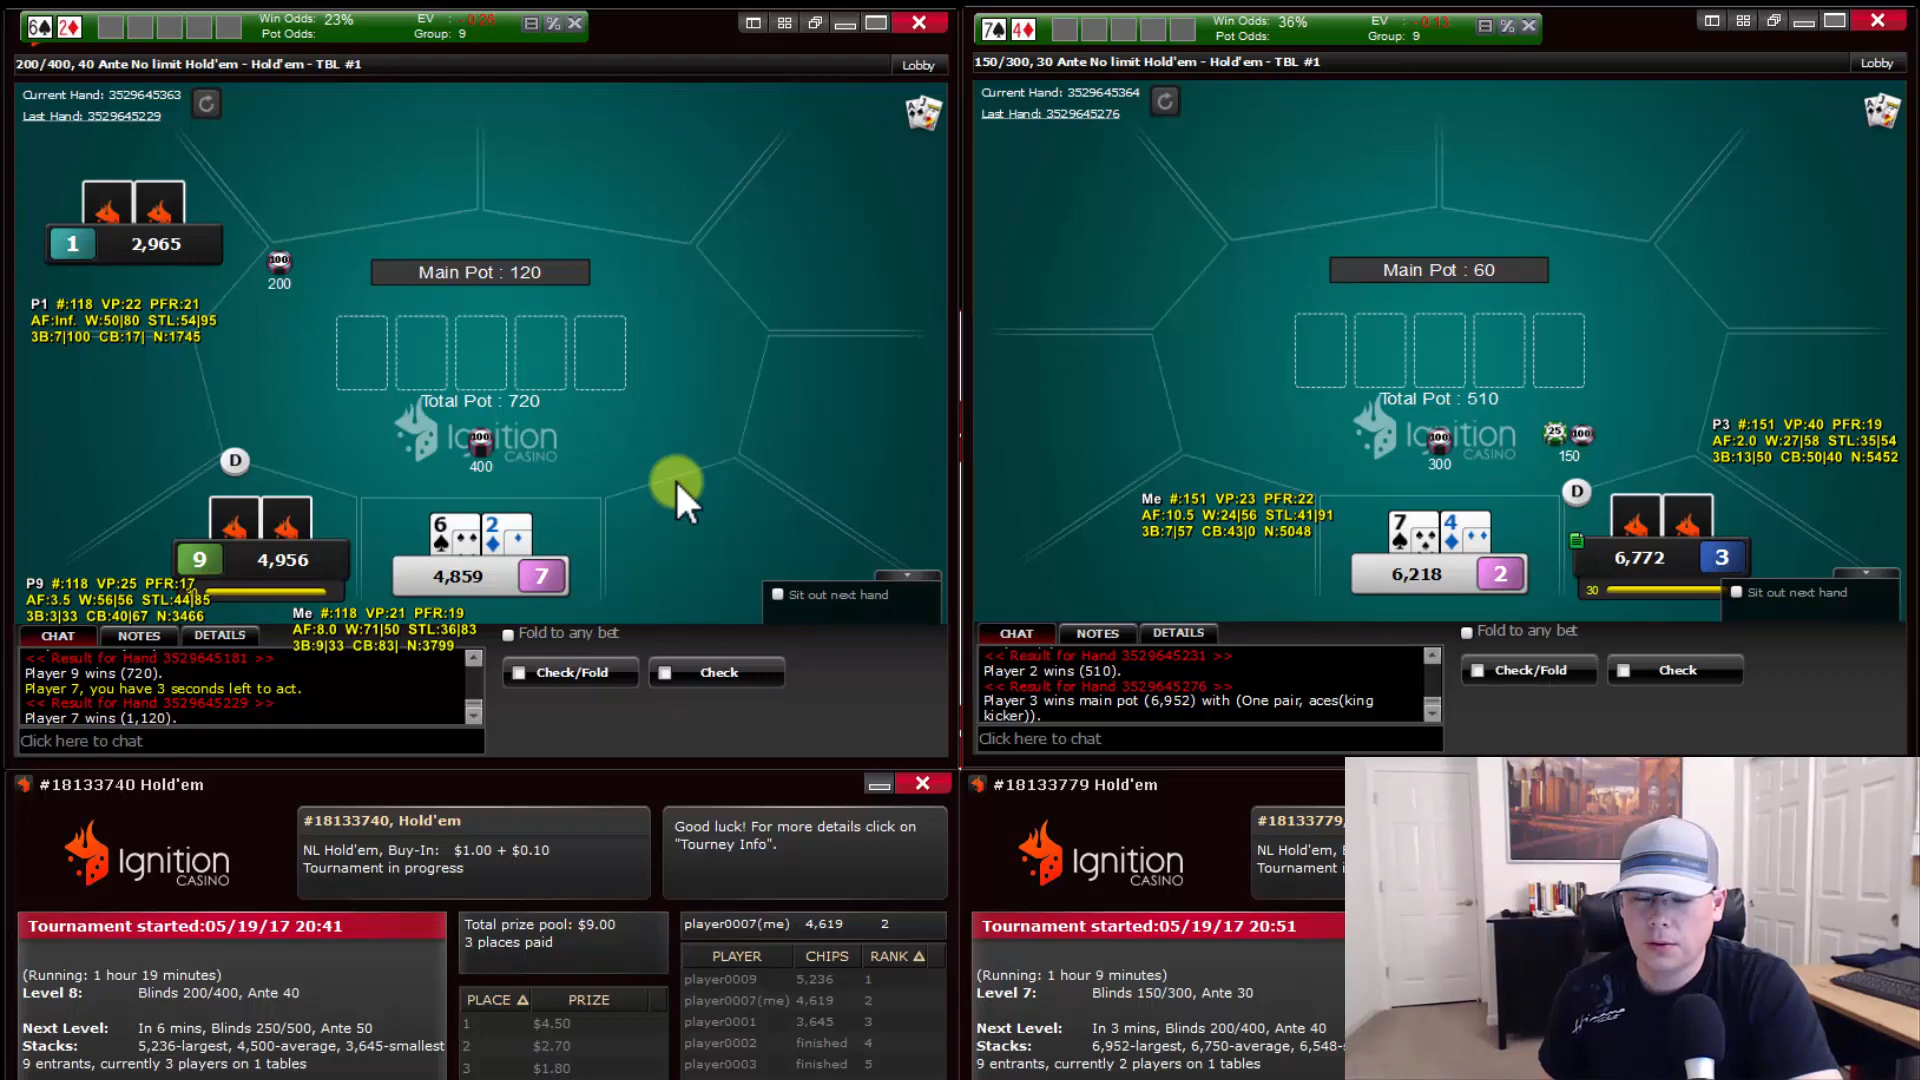 6♠ 2♦
Win Odds: 23%
Pot Odds:
EV : -0.26
Group: 9
200/400, 40 Ante No limit Hold'em - Hold'em - TBL #1
Lobby
Current Hand: 3529645363
Last Hand: 3529645229
1 2,965
100
200
Main Pot : 120
P1 #:118 VP:22 PFR:21
AF:Inf. W:50|80 STL:54|95
3B:7|100 CB:17| N:1745
Total Pot : 720
Ignition
CASINO
100
400
D
9 4,956
6 2
4,859 7
P9 #:118 VP:25 PFR:17
AF:3.5 W:56|56 STL:44|85
3B:3|33 CB:40|67 N:3466
Me #:118 VP:21 PFR:19
AF:8.0 W:71|50 STL:36|83
3B:9|33 CB:83| N:3799
Sit out next hand
CHAT NOTES DETAILS
Fold to any bet
<< Result for Hand 3529645181 >>
Player 9 wins (720).
Player 7, you have 3 seconds left to act.
<< Result for Hand 3529645229 >>
Player 7 wins (1,120).
Check/Fold Check
Click here to chat
7♠ 4♦
Win Odds: 36%
Pot Odds:
EV : -0.13
Group: 9
150/300, 30 Ante No limit Hold'em - Hold'em - TBL #1
Lobby
Current Hand: 3529645364
Last Hand: 3529645276
Main Pot : 60
Total Pot : 510
Ignition
CASINO
100
300
25 100
150
P3 #:151 VP:40 PFR:19
AF:2.0 W:27|58 STL:35|54
3B:13|50 CB:50|40 N:5452
D
Me #:151 VP:23 PFR:22
AF:10.5 W:24|56 STL:41|91
3B:7|57 CB:43|0 N:5048
7 4
6,218 2
6,772 3
30
Sit out next hand
CHAT NOTES DETAILS
Fold to any bet
<< Result for Hand 3529645231 >>
Player 2 wins (510).
<< Result for Hand 3529645276 >>
Player 3 wins main pot (6,952) with (One pair, aces(king
kicker)).
Check/Fold Check
Click here to chat
#18133740 Hold'em
Ignition
CASINO
#18133740, Hold'em
NL Hold'em, Buy-In: $1.00 + $0.10
Tournament in progress
Good luck! For more details click on
"Tourney Info".
Tournament started:05/19/17 20:41
(Running: 1 hour 19 minutes)
Level 8: Blinds 200/400, Ante 40
Next Level: In 6 mins, Blinds 250/500, Ante 50
Stacks: 5,236-largest, 4,500-average, 3,645-smallest
9 entrants, currently 3 players on 1 tables
Total prize pool: $9.00
3 places paid
PLACE PRIZE
1 $4.50
2 $2.70
3 $1.80
player0007(me) 4,619 2
PLAYER CHIPS RANK
player0009 5,236 1
player0007(me) 4,619 2
player0001 3,645 3
player0002 finished 4
player0003 finished 5
#18133779 Hold'em
Ignition
CASINO
#18133779,
NL Hold'em,
Tournament i
Tournament started:05/19/17 20:51
(Running: 1 hour 9 minutes)
Level 7: Blinds 150/300, Ante 30
Next Level: In 3 mins, Blinds 200/400, Ante 40
Stacks: 6,952-largest, 6,750-average, 6,548-s
9 entrants, currently 2 players on 1 tables